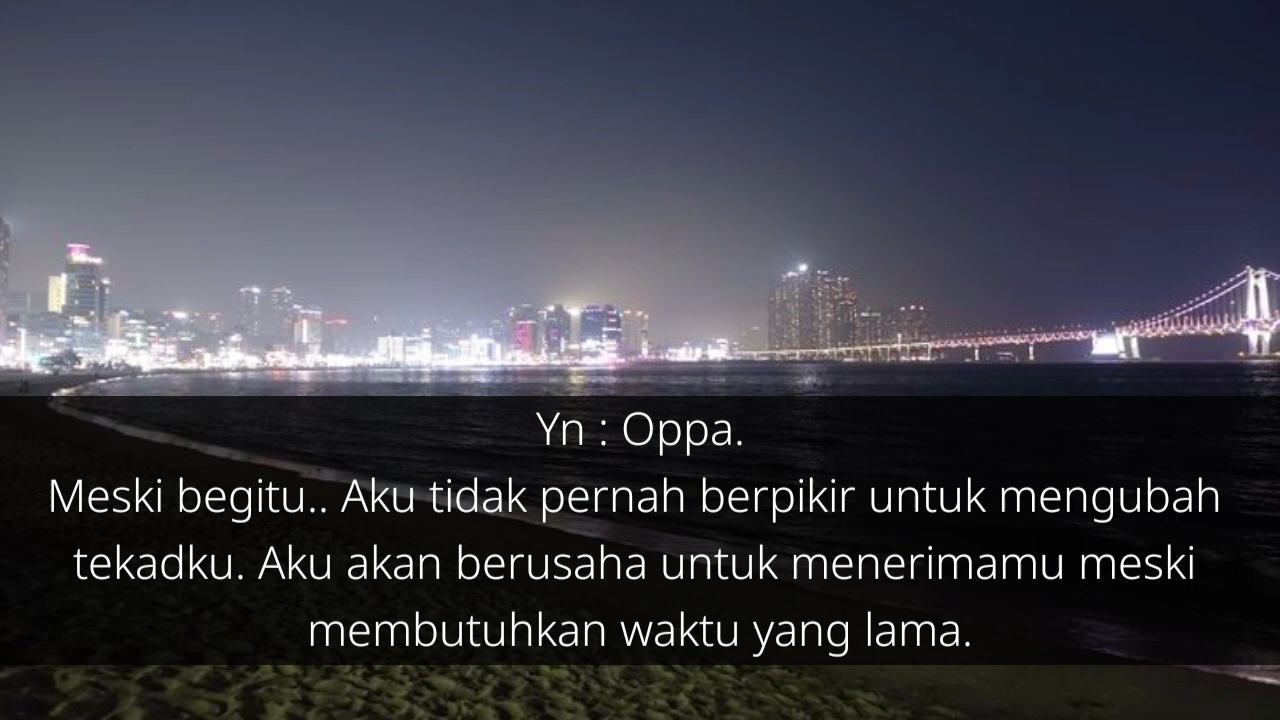 Yn : Oppa.
Meski begitu.. Aku tidak pernah berpikir untuk mengubah
tekadku. Aku akan berusaha untuk menerimamu meski
membutuhkan waktu yang lama.